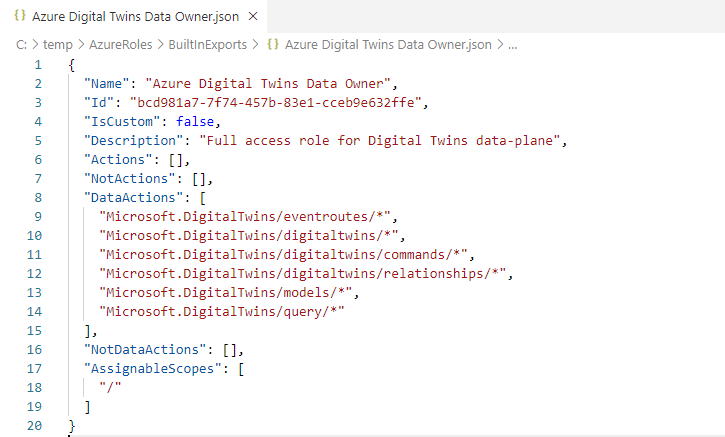 {} Azure Digital Twins Data Owner.json ×
C: > temp > AzureRoles > BuiltInExports > {} Azure Digital Twins Data Owner.json > ...
1 {
2   "Name": "Azure Digital Twins Data Owner",
3   "Id": "bcd981a7-7f74-457b-83e1-cceb9e632ffe",
4   "IsCustom": false,
5   "Description": "Full access role for Digital Twins data-plane",
6   "Actions": [],
7   "NotActions": [],
8   "DataActions": [
9     "Microsoft.DigitalTwins/eventroutes/*",
10     "Microsoft.DigitalTwins/digitaltwins/*",
11     "Microsoft.DigitalTwins/digitaltwins/commands/*",
12     "Microsoft.DigitalTwins/digitaltwins/relationships/*",
13     "Microsoft.DigitalTwins/models/*",
14     "Microsoft.DigitalTwins/query/*"
15   ],
16   "NotDataActions": [],
17   "AssignableScopes": [
18     "/"
19   ]
20 }